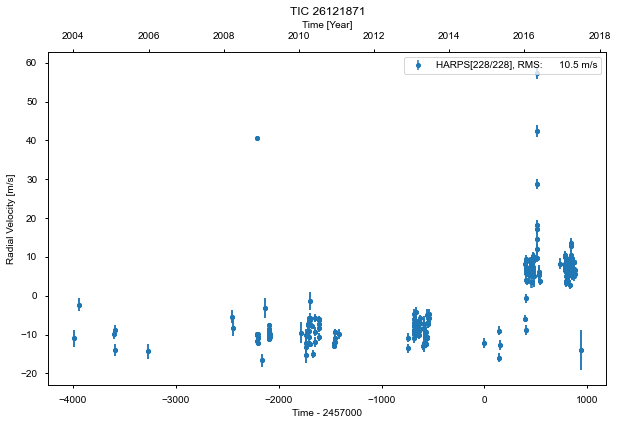 TIC 26121871
Time [Year]
2004 2006 2008 2010 2012 2014 2016 2018
HARPS[228/228], RMS: 10.5 m/s
Radial Velocity [m/s]
60
50
40
30
20
10
0
−10
−20
−4000 −3000 −2000 −1000 0 500 1000
Time - 2457000